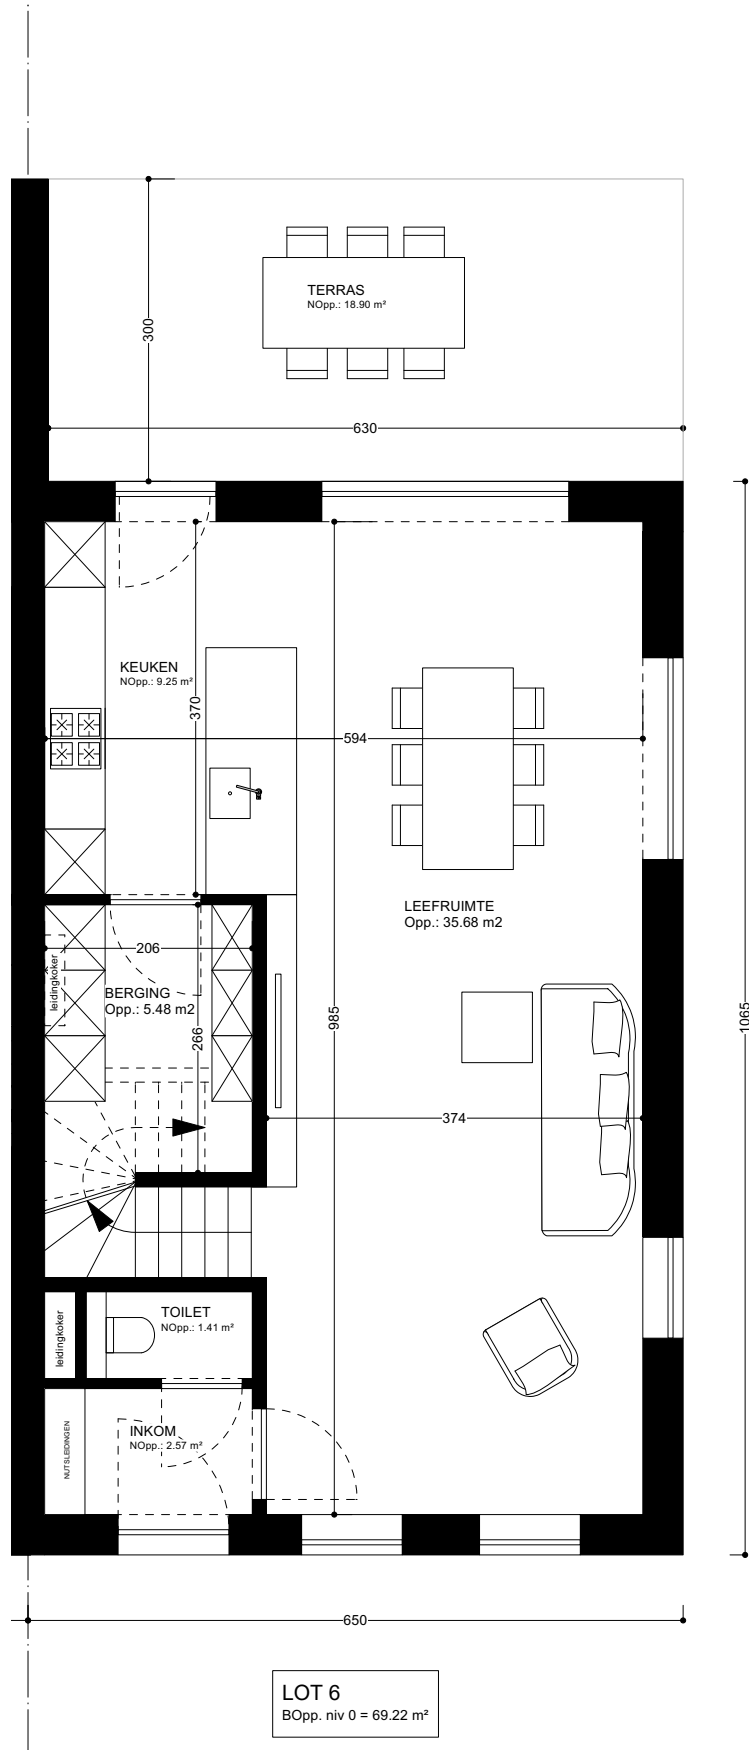 TERRAS
NOpp.: 18.90 m²
300
630
KEUKEN
NOpp.: 9.25 m²
370
594
LEEFRUIMTE
Opp.: 35.68 m2
206
leidingkoker
BERGING
Opp.: 5.48 m2
266
985
1065
374
leidingkoker
TOILET
NOpp.: 1.41 m²
NUTSLEIDINGEN
INKOM
NOpp.: 2.57 m²
650
LOT 6
BOpp. niv 0 = 69.22 m²